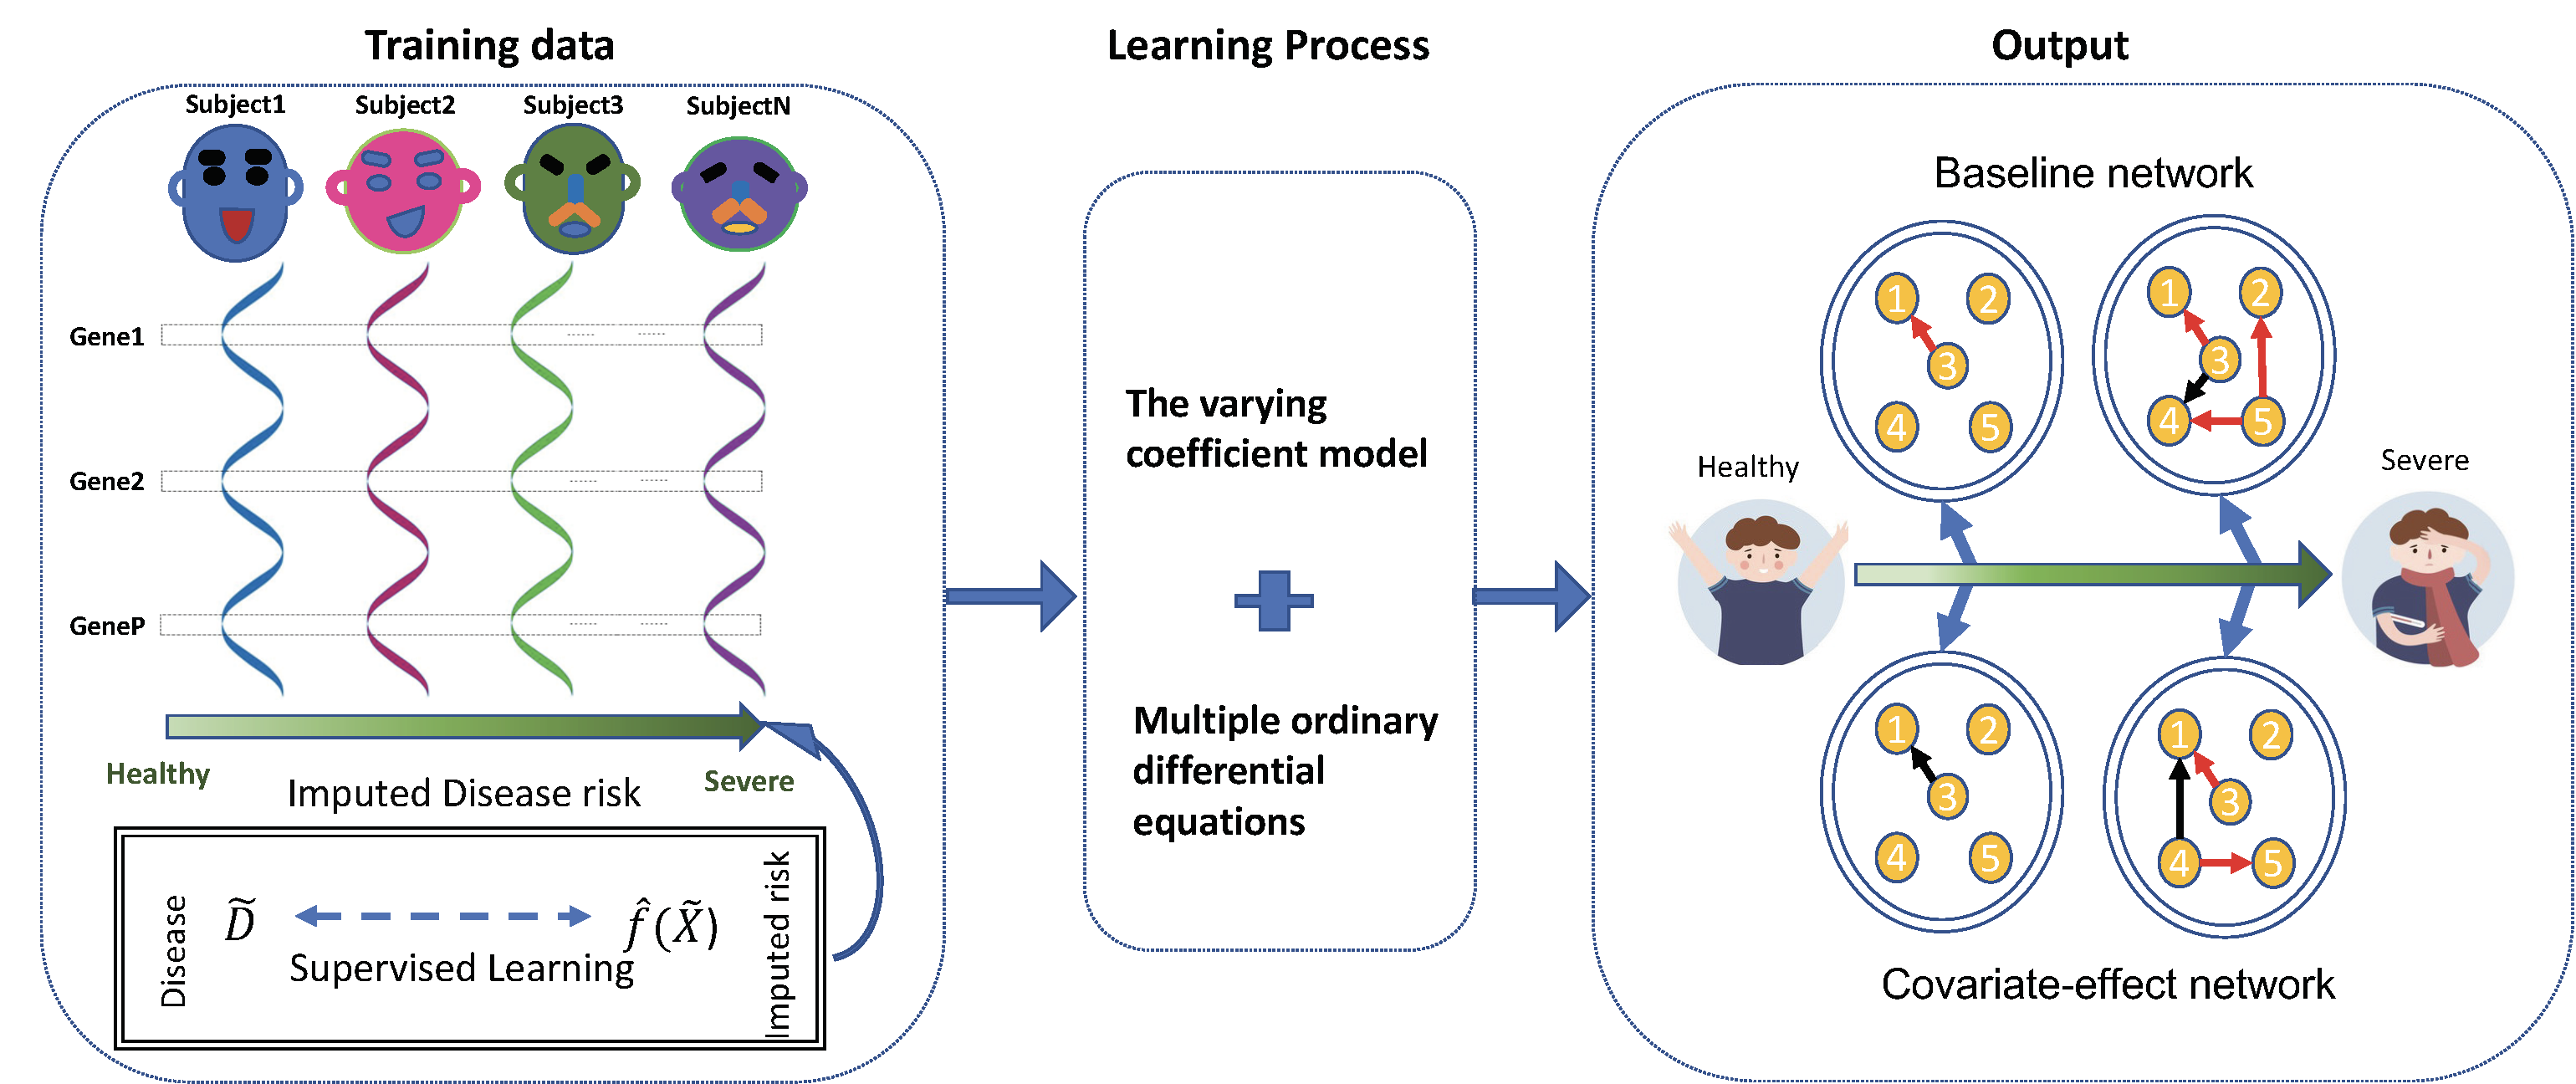 Training data
Subject1 Subject2 Subject3 SubjectN
Gene1
Gene2
GeneP
Healthy
Severe
Imputed Disease risk
Disease
D̃
f̂(X̃)
Supervised Learning
Imputed risk
Learning Process
The varying
coefficient model
Multiple ordinary
differential
equations
Output
Baseline network
1 2
3
4 5
1 2
3
4 5
Healthy
Severe
1 2
3
4 5
1 2
3
4 5
Covariate-effect network